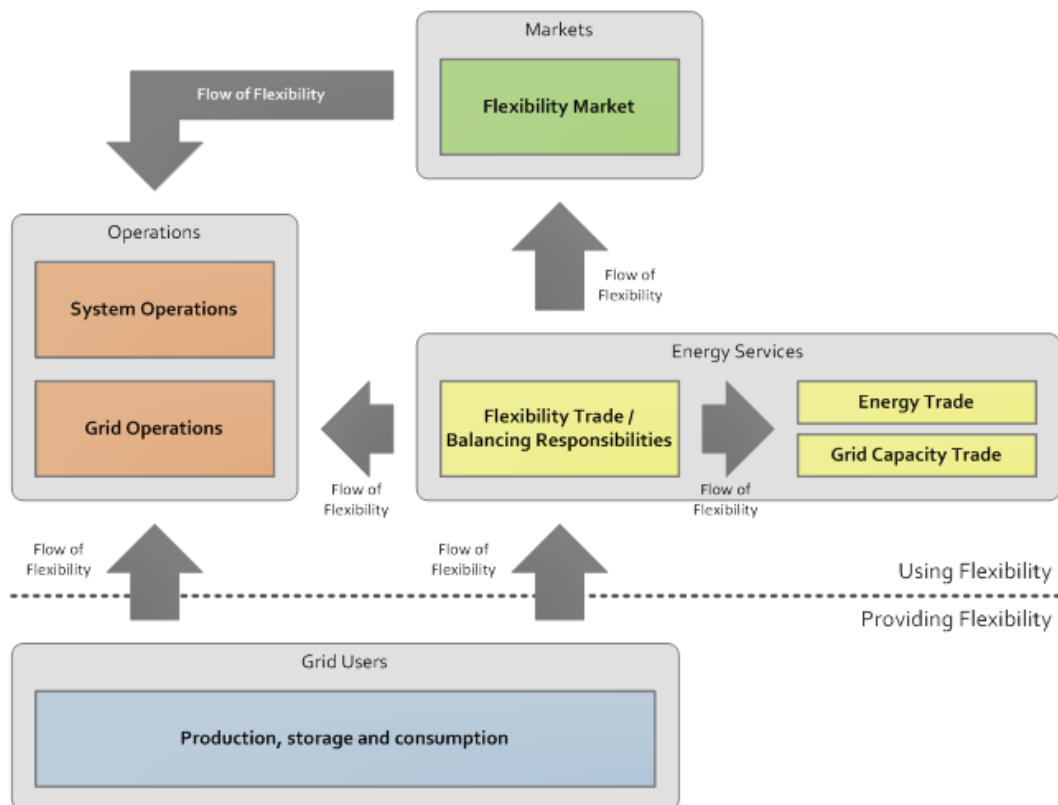 Markets
Flow of Flexibility
Flexibility Market
Operations
System Operations
Flow of
Flexibility
Energy Services
Grid Operations
Flexibility Trade /
Balancing Responsibilities
Energy Trade
Grid Capacity Trade
Flow of
Flexibility
Flow of
Flexibility
Flow of
Flexibility
Flow of
Flexibility
Using Flexibility
Providing Flexibility
Grid Users
Production, storage and consumption